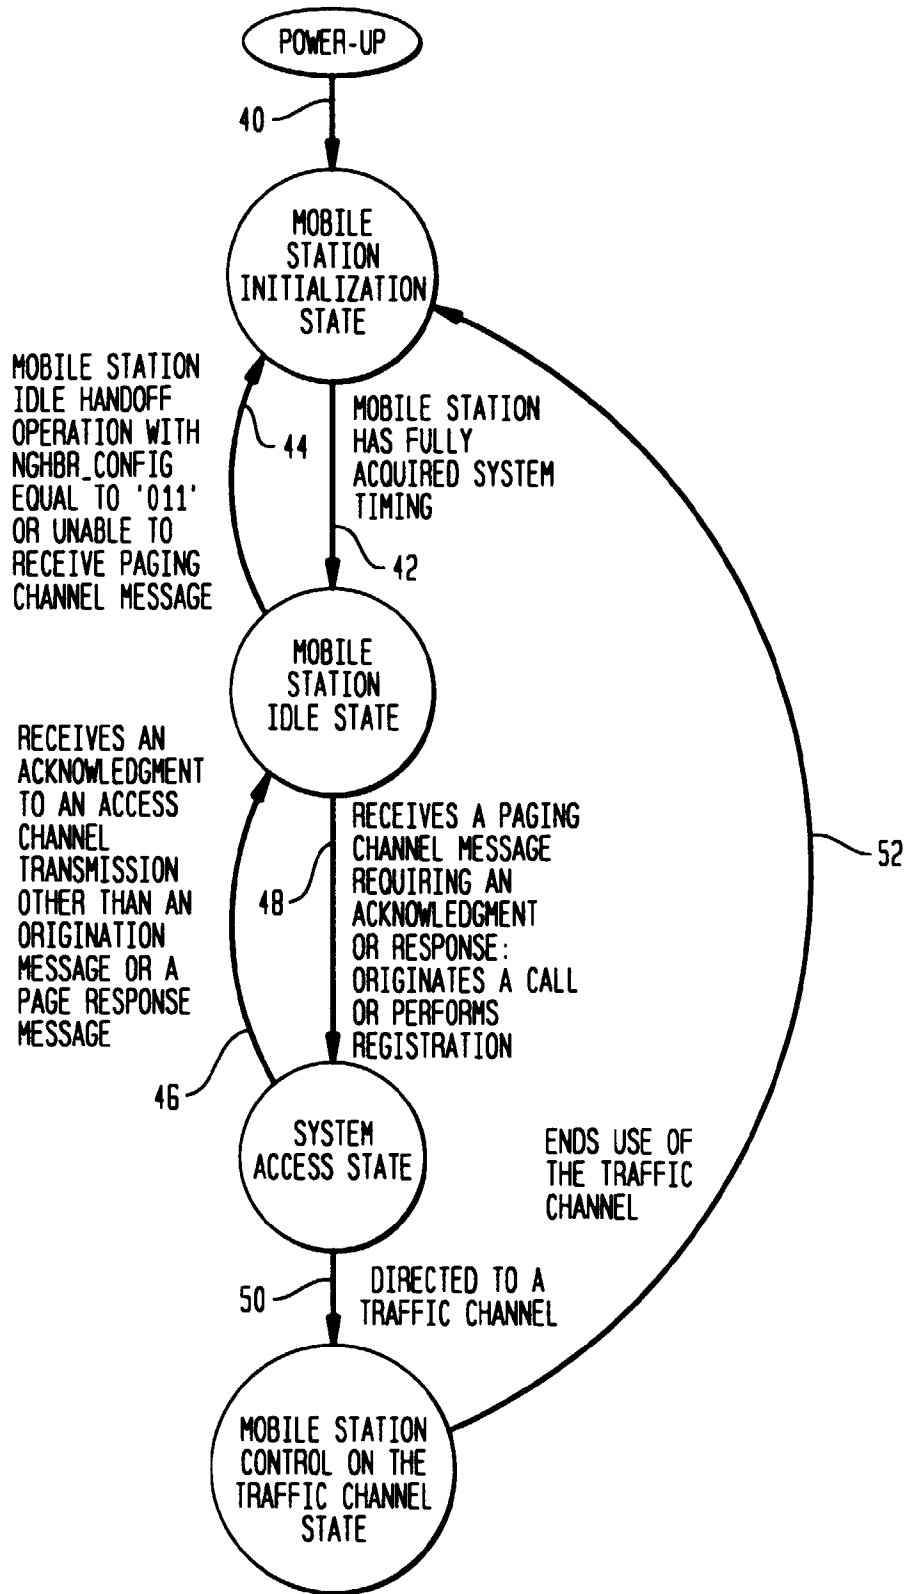 POWER-UP
40
MOBILE
STATION
INITIALIZATION
STATE
MOBILE STATION
IDLE HANDOFF
OPERATION WITH
NGHBR_CONFIG
EQUAL TO '011'
OR UNABLE TO
RECEIVE PAGING
CHANNEL MESSAGE
44
MOBILE STATION
HAS FULLY
ACQUIRED SYSTEM
TIMING
42
MOBILE
STATION
IDLE STATE
RECEIVES AN
ACKNOWLEDGMENT
TO AN ACCESS
CHANNEL
TRANSMISSION
OTHER THAN AN
ORIGINATION
MESSAGE OR A
PAGE RESPONSE
MESSAGE
46
48
RECEIVES A PAGING
CHANNEL MESSAGE
REQUIRING AN
ACKNOWLEDGMENT
OR RESPONSE:
ORIGINATES A CALL
OR PERFORMS
REGISTRATION
52
SYSTEM
ACCESS STATE
ENDS USE OF
THE TRAFFIC
CHANNEL
50
DIRECTED TO A
TRAFFIC CHANNEL
MOBILE STATION
CONTROL ON THE
TRAFFIC CHANNEL
STATE